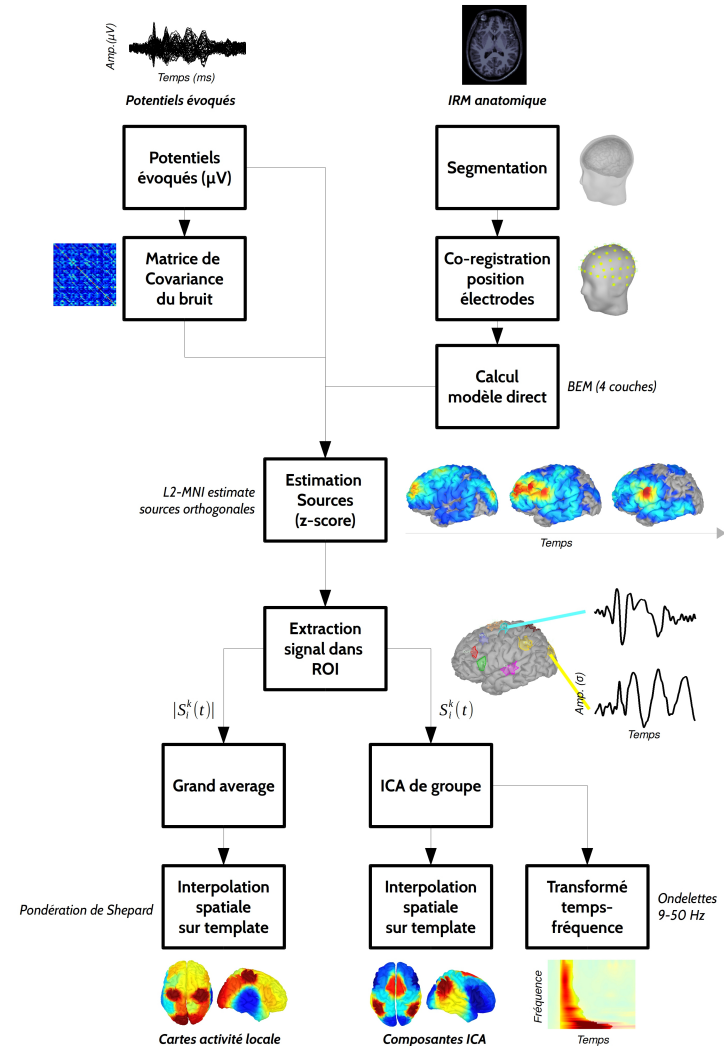 Amp.(µV)
Temps (ms)
Potentiels évoqués
IRM anatomique
Potentiels
évoqués (µV)
Segmentation
Matrice de
Covariance
du bruit
Co-registration
position
électrodes
Calcul
modèle direct
BEM (4 couches)
L2-MNI estimate
sources orthogonales
Estimation
Sources
(z-score)
Temps
Extraction
signal dans
ROI
Amp. (σ)
Temps
|S_i^k(t)|
S_i^k(t)
Grand average
ICA de groupe
Pondération de Shepard
Interpolation
spatiale
sur template
Interpolation
spatiale
sur template
Transformé
temps-
fréquence
Ondelettes
9-50 Hz
Fréquence
Temps
Cartes activité locale
Composantes ICA